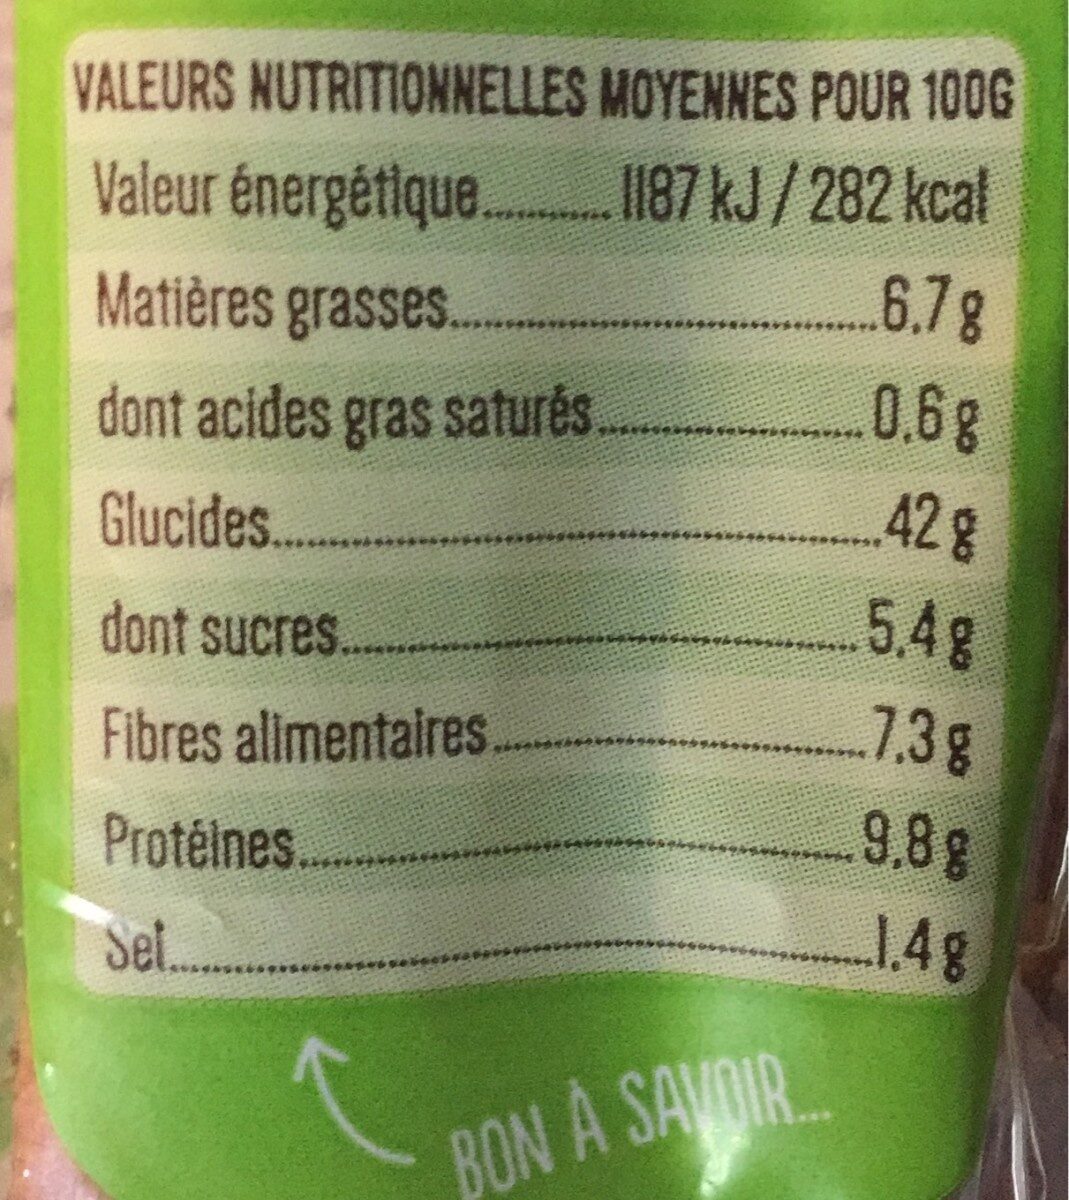 VALEURS NUTRITIONNELLES MOYENNES POUR 100G
Valeur énergétique............ 1187 kJ / 282 kcal
Matières grasses............6,7 g
dont acides gras saturés............ 0,6 g
Glucides............42 g
dont sucres............ 5,4 g
Fibres alimentaires............7,3 g
Protéines............ 9,8 g
Sel............1,4 g
BON À SAVOIR...